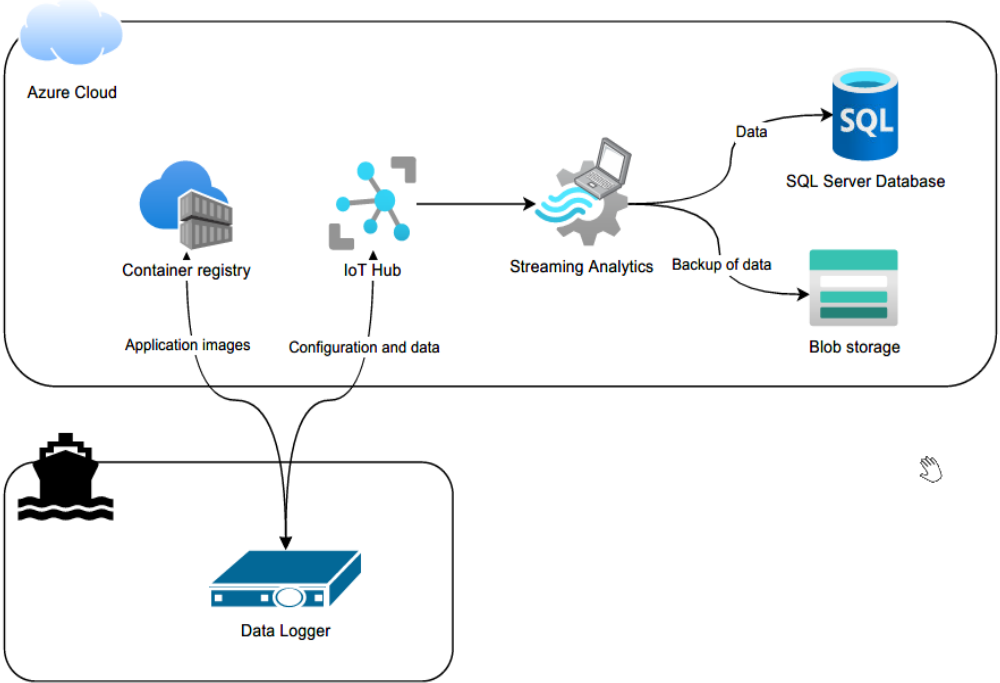 Azure Cloud
SQL
Data
SQL Server Database
Container registry
IoT Hub
Streaming Analytics
Backup of data
Application images
Configuration and data
Blob storage
Data Logger